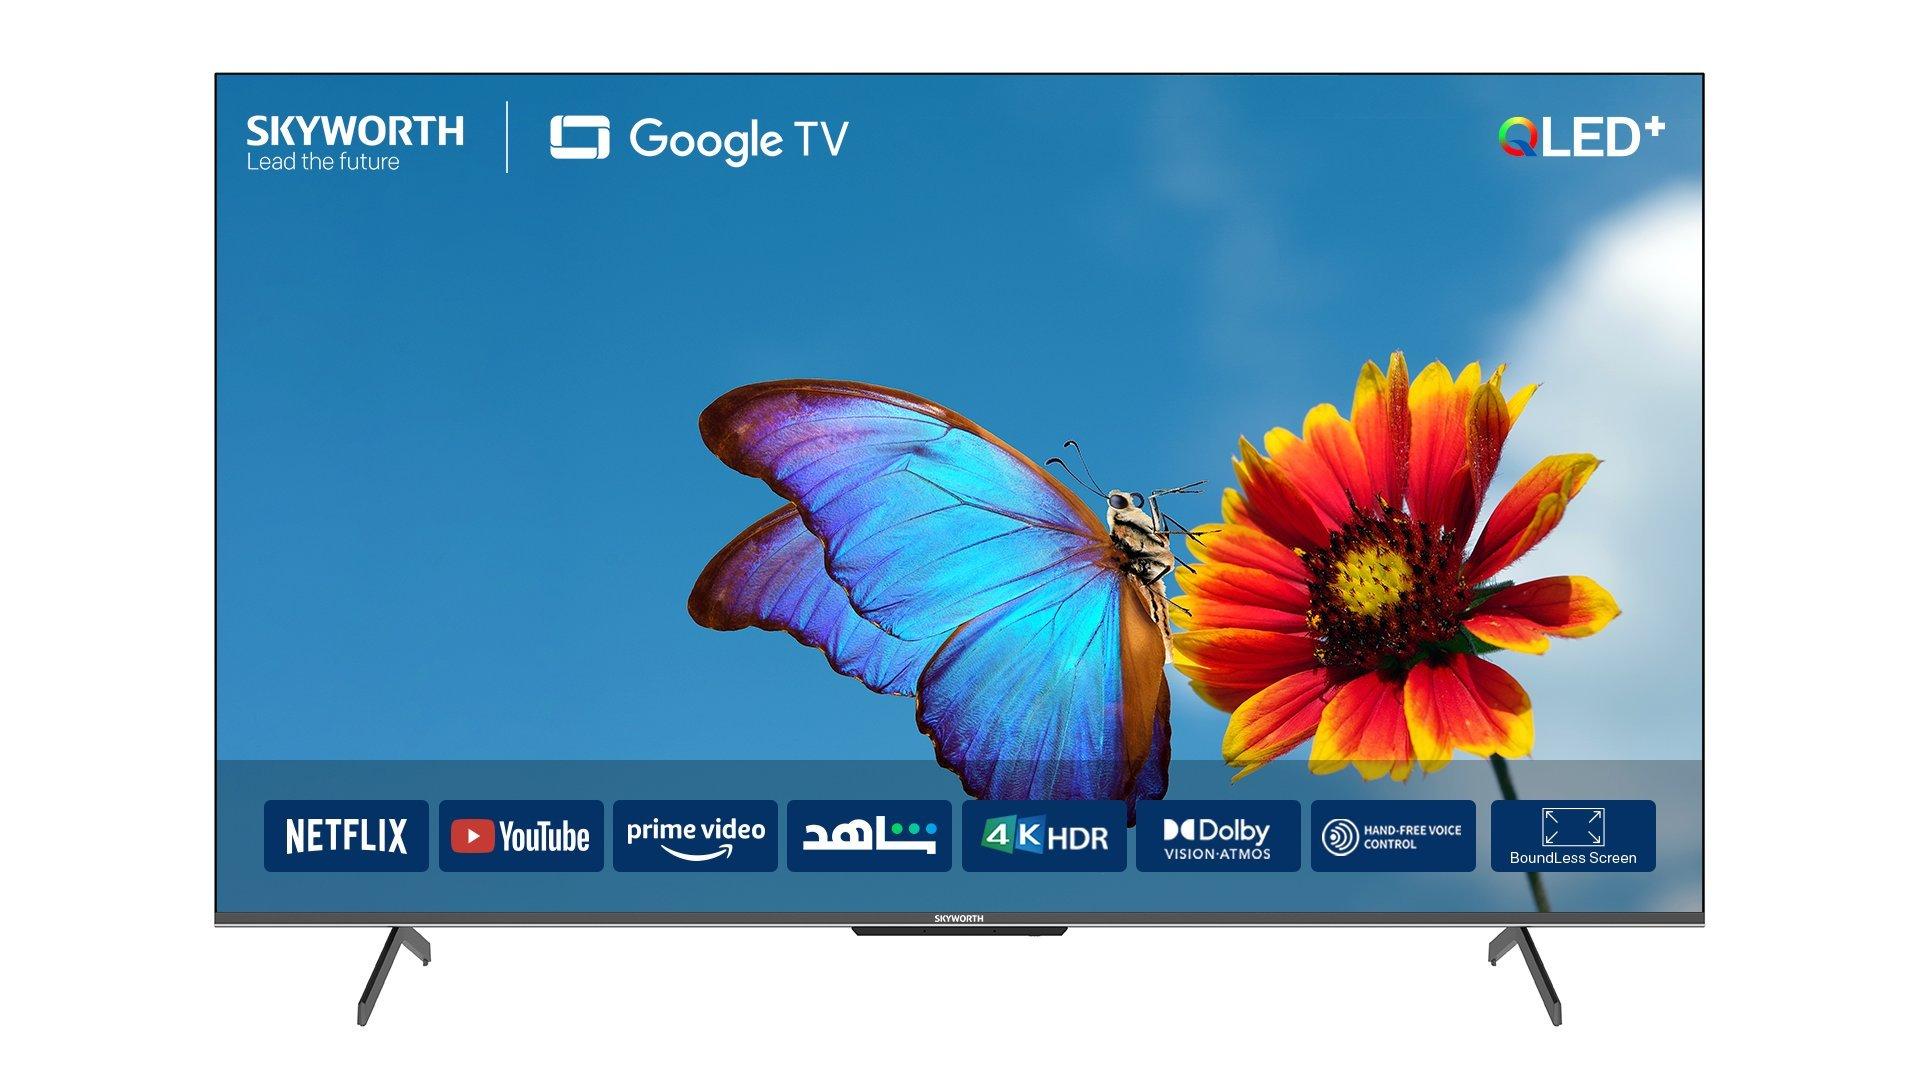 SKYWORTH
Lead the future
Google TV
QLED+
NETFLIX
YouTube
prime video
شاهد
4K HDR
Dolby
VISION·ATMOS
HAND-FREE VOICE
CONTROL
BoundLess Screen
SKYWORTH